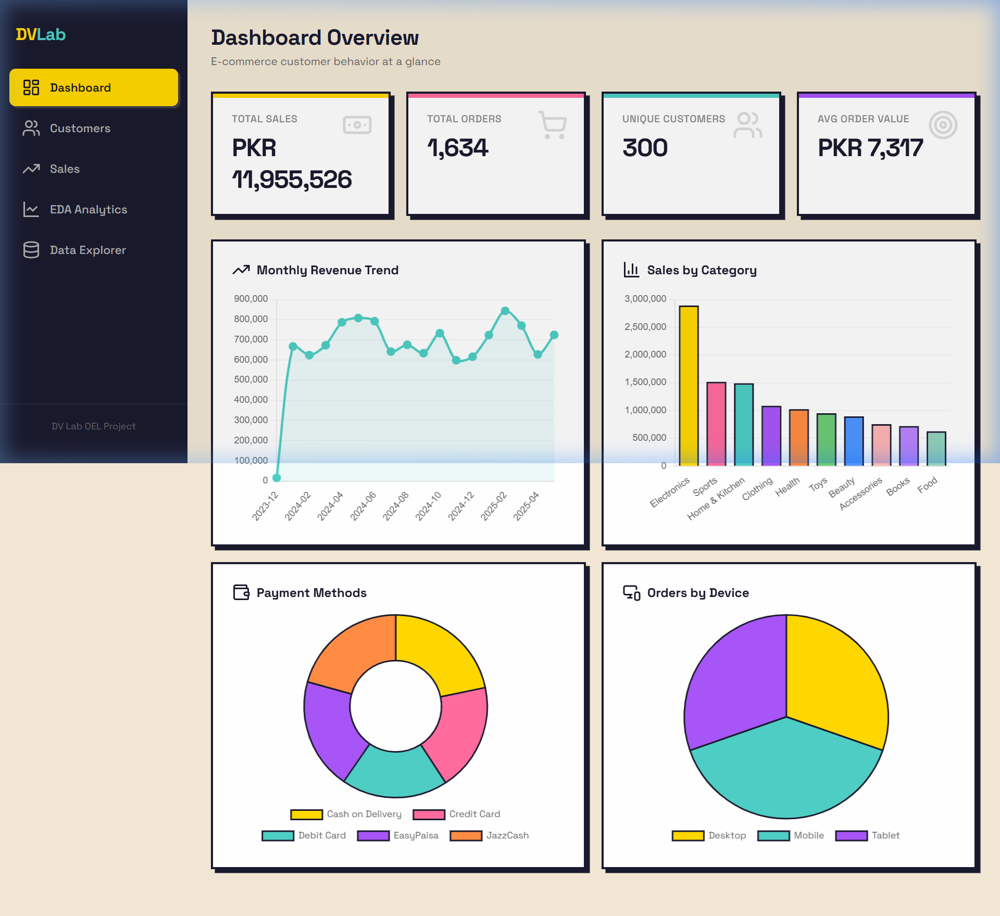 DVLab
Dashboard
Customers
Sales
EDA Analytics
Data Explorer
DV Lab OEL Project
Dashboard Overview
E-commerce customer behavior at a glance
TOTAL SALES
PKR
11,955,526
TOTAL ORDERS
1,634
UNIQUE CUSTOMERS
300
AVG ORDER VALUE
PKR 7,317
Monthly Revenue Trend
900,000
800,000
700,000
600,000
500,000
400,000
300,000
200,000
100,000
0
2023-12
2024-02
2024-04
2024-06
2024-08
2024-10
2024-12
2025-02
2025-04
Sales by Category
3,000,000
2,500,000
2,000,000
1,500,000
1,000,000
500,000
0
Electronics
Sports
Home & Kitchen
Clothing
Health
Toys
Beauty
Accessories
Books
Food
Payment Methods
Cash on Delivery
Credit Card
Debit Card
EasyPaisa
JazzCash
Orders by Device
Desktop
Mobile
Tablet